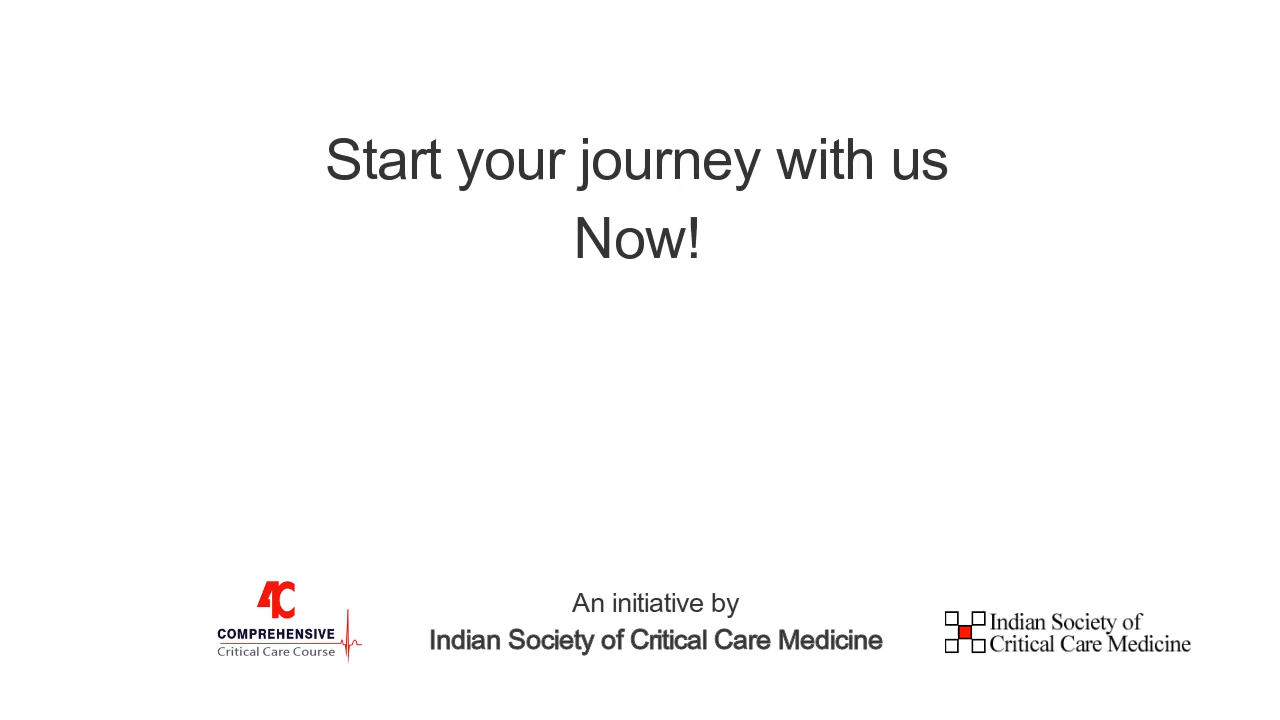 Start your journey with us
Now!
4C
COMPREHENSIVE
Critical Care Course
An initiative by
Indian Society of Critical Care Medicine
Indian Society of
Critical Care Medicine